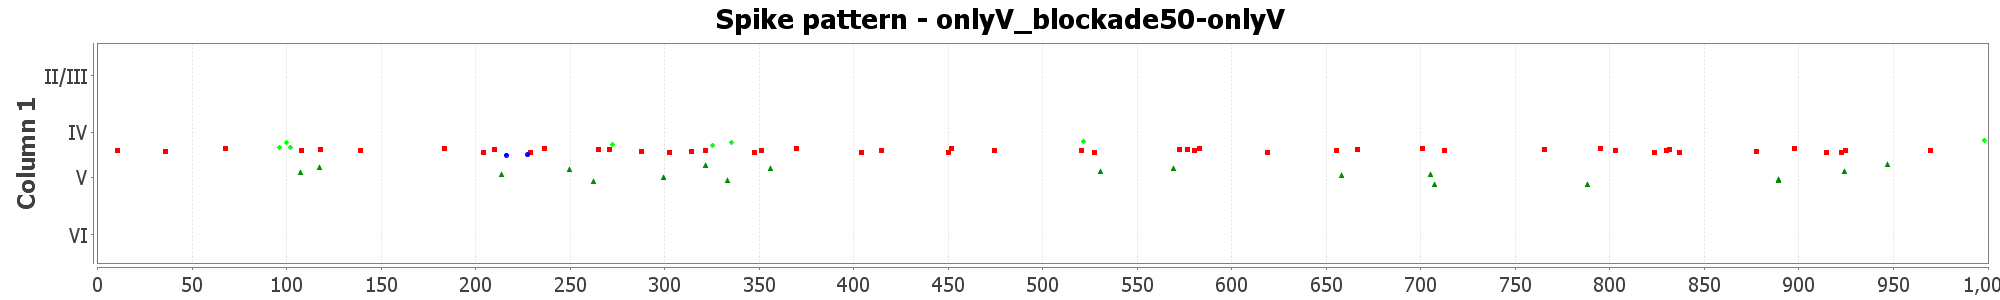 Spike pattern - onlyV_blockade50-onlyV
Column 1
II/III
IV
V
VI
0 50 100 150 200 250 300 350 400 450 500 550 600 650 700 750 800 850 900 950 1,00